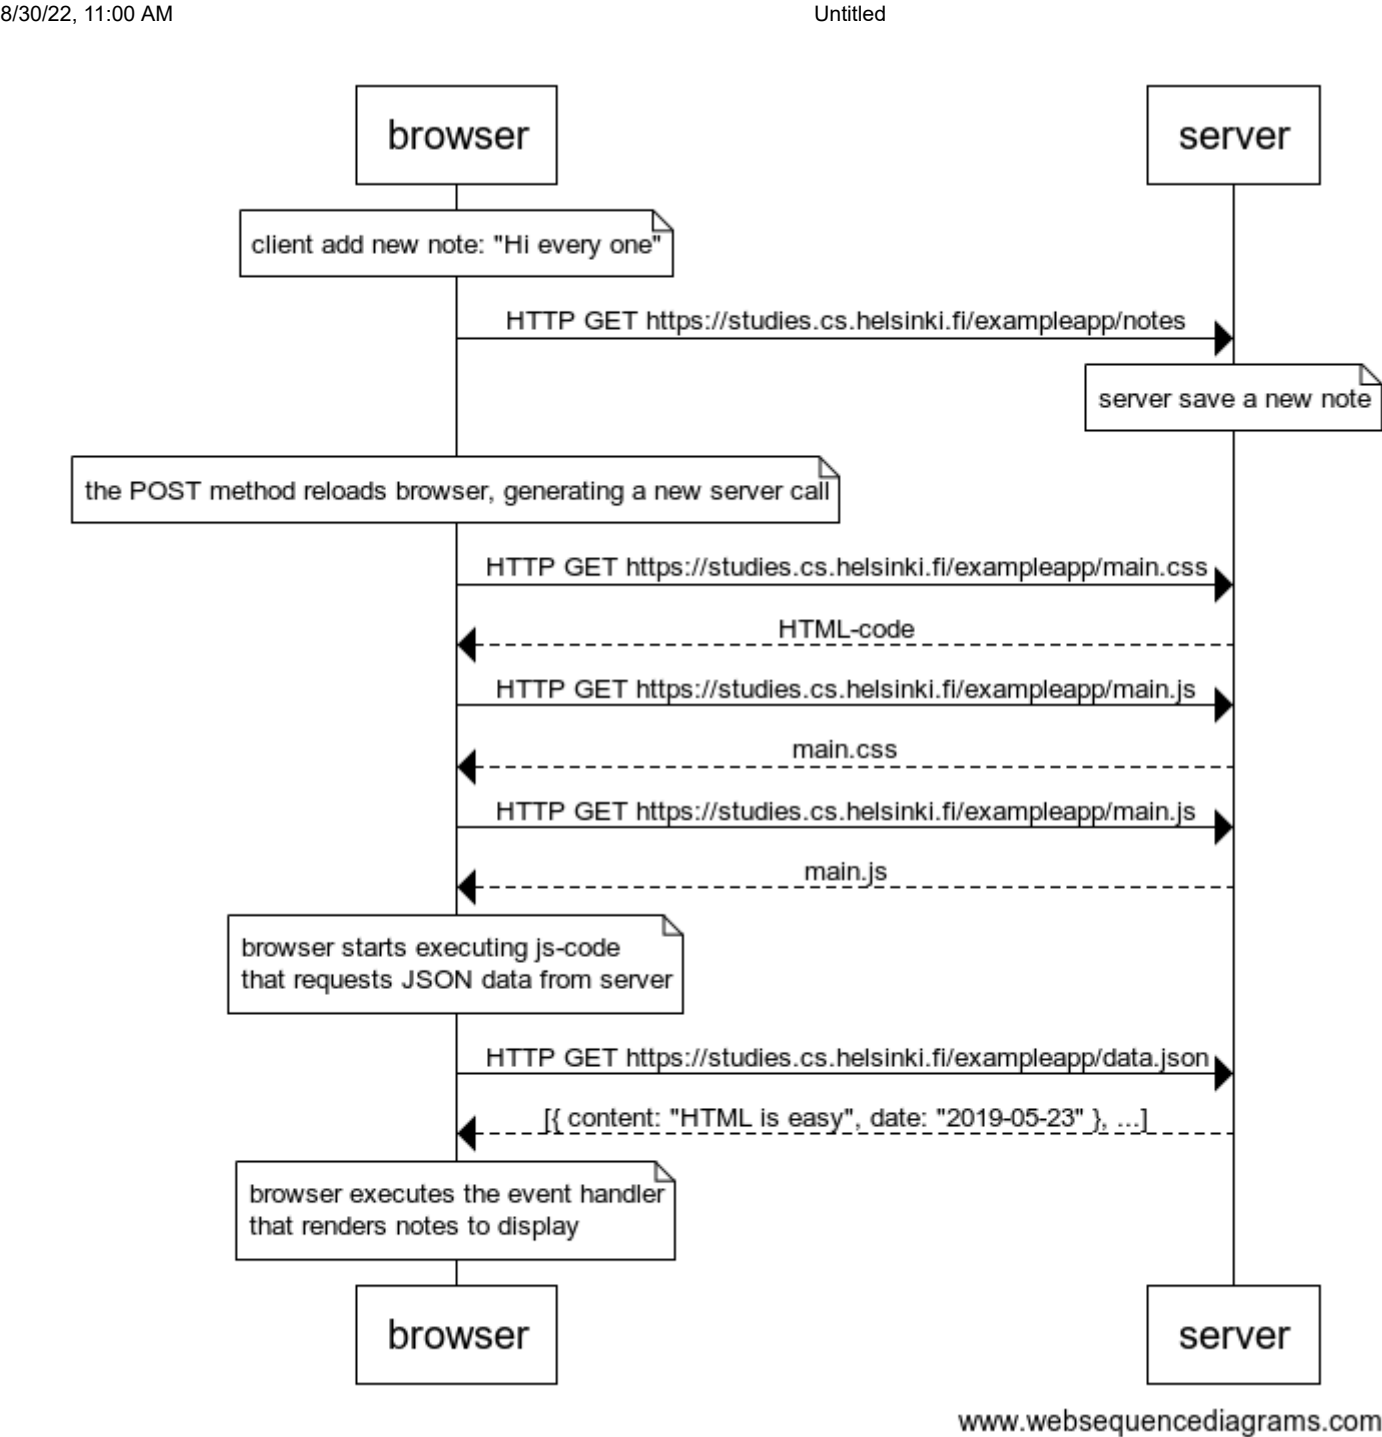 8/30/22, 11:00 AM
Untitled
browser
server
client add new note: "Hi every one"
HTTP GET https://studies.cs.helsinki.fi/exampleapp/notes
server save a new note
the POST method reloads browser, generating a new server call
HTTP GET https://studies.cs.helsinki.fi/exampleapp/main.css
HTML-code
HTTP GET https://studies.cs.helsinki.fi/exampleapp/main.js
main.css
HTTP GET https://studies.cs.helsinki.fi/exampleapp/main.js
main.js
browser starts executing js-code
that requests JSON data from server
HTTP GET https://studies.cs.helsinki.fi/exampleapp/data.json
[{ content: "HTML is easy", date: "2019-05-23" }, ...]
browser executes the event handler
that renders notes to display
browser
server
www.websequencediagrams.com